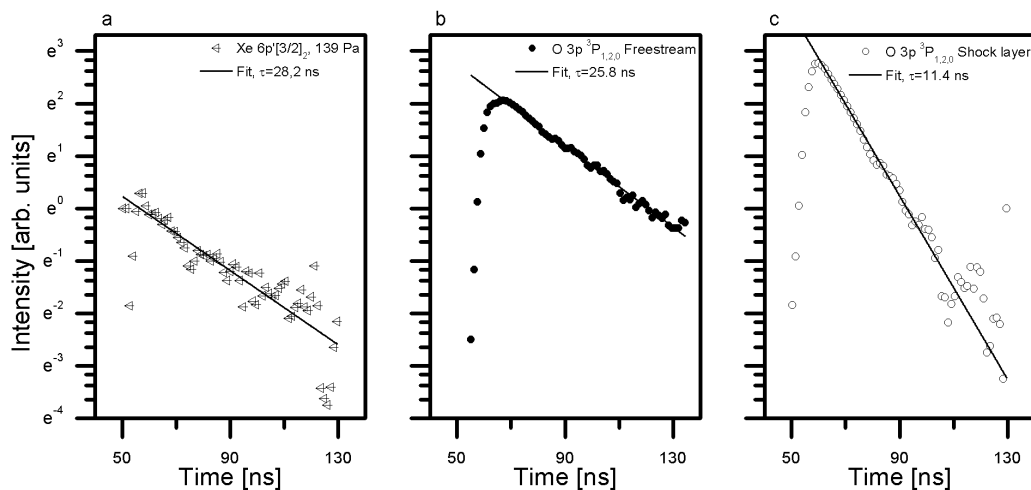 a
b
c
Xe 6p'[3/2]₂, 139 Pa
Fit, τ=28,2 ns
O 3p ³P₁,₂,₀ Freestream
Fit, τ=25.8 ns
O 3p ³P₁,₂,₀ Shock layer
Fit, τ=11.4 ns
Intensity [arb. units]
e³
e²
e¹
e⁰
e⁻¹
e⁻²
e⁻³
e⁻⁴
50 90 130
50 90 130
50 90 130
Time [ns]
Time [ns]
Time [ns]